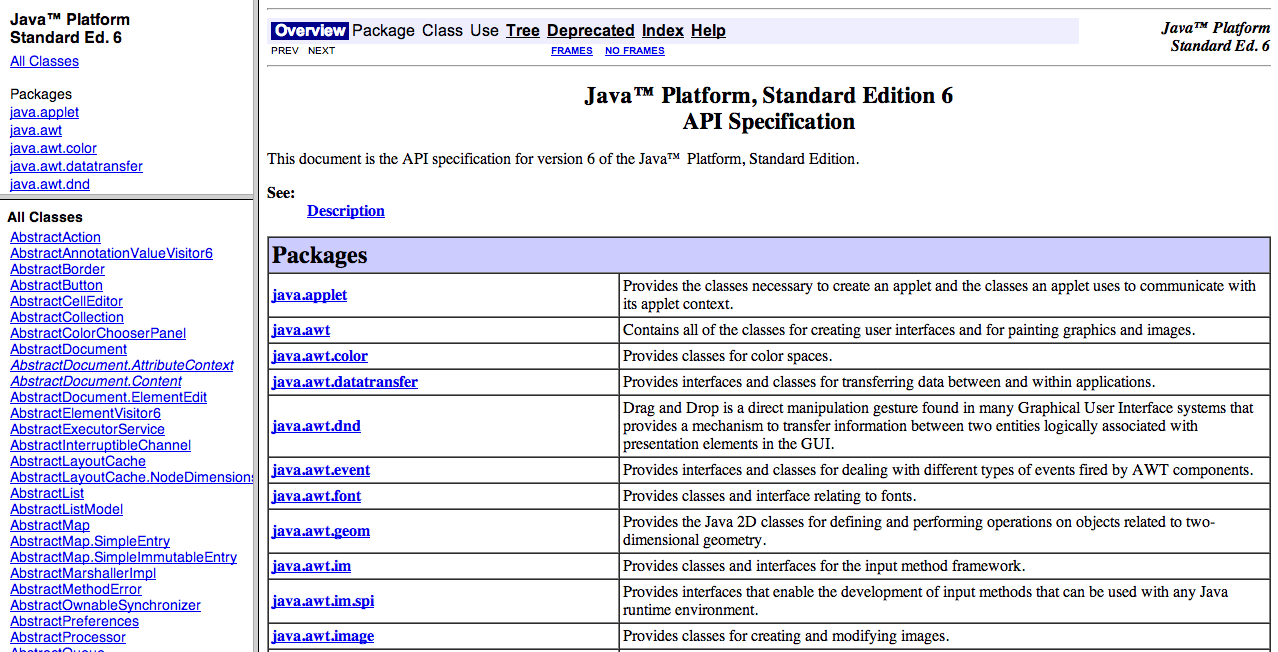 Java™ Platform
Standard Ed. 6
All Classes
Packages
java.applet
java.awt
java.awt.color
java.awt.datatransfer
java.awt.dnd
All Classes
AbstractAction
AbstractAnnotationValueVisitor6
AbstractBorder
AbstractButton
AbstractCellEditor
AbstractCollection
AbstractColorChooserPanel
AbstractDocument
AbstractDocument.AttributeContext
AbstractDocument.Content
AbstractDocument.ElementEdit
AbstractElementVisitor6
AbstractExecutorService
AbstractInterruptibleChannel
AbstractLayoutCache
AbstractLayoutCache.NodeDimensions
AbstractList
AbstractListModel
AbstractMap
AbstractMap.SimpleEntry
AbstractMap.SimpleImmutableEntry
AbstractMarshallerImpl
AbstractMethodError
AbstractOwnableSynchronizer
AbstractPreferences
AbstractProcessor
AbstractQueue
Overview Package Class Use Tree Deprecated Index Help
PREV NEXT FRAMES NO FRAMES
Java™ Platform
Standard Ed. 6
Java™ Platform, Standard Edition 6
API Specification
This document is the API specification for version 6 of the Java™ Platform, Standard Edition.
See:
Description
Packages
java.applet
Provides the classes necessary to create an applet and the classes an applet uses to communicate with
its applet context.
java.awt
Contains all of the classes for creating user interfaces and for painting graphics and images.
java.awt.color
Provides classes for color spaces.
java.awt.datatransfer
Provides interfaces and classes for transferring data between and within applications.
java.awt.dnd
Drag and Drop is a direct manipulation gesture found in many Graphical User Interface systems that
provides a mechanism to transfer information between two entities logically associated with
presentation elements in the GUI.
java.awt.event
Provides interfaces and classes for dealing with different types of events fired by AWT components.
java.awt.font
Provides classes and interface relating to fonts.
java.awt.geom
Provides the Java 2D classes for defining and performing operations on objects related to two-
dimensional geometry.
java.awt.im
Provides classes and interfaces for the input method framework.
java.awt.im.spi
Provides interfaces that enable the development of input methods that can be used with any Java
runtime environment.
java.awt.image
Provides classes for creating and modifying images.